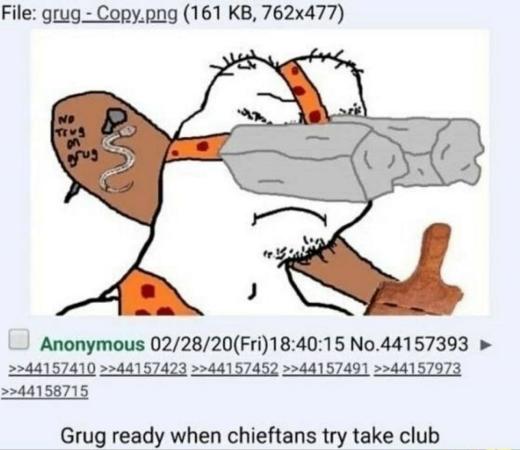 File: grug - Copy.png (161 KB, 762x477)
No
Trug
on
grug
Anonymous 02/28/20(Fri)18:40:15 No.44157393
>>44157410 >>44157423 >>44157452 >>44157491 >>44157973
>>44158715
Grug ready when chieftans try take club